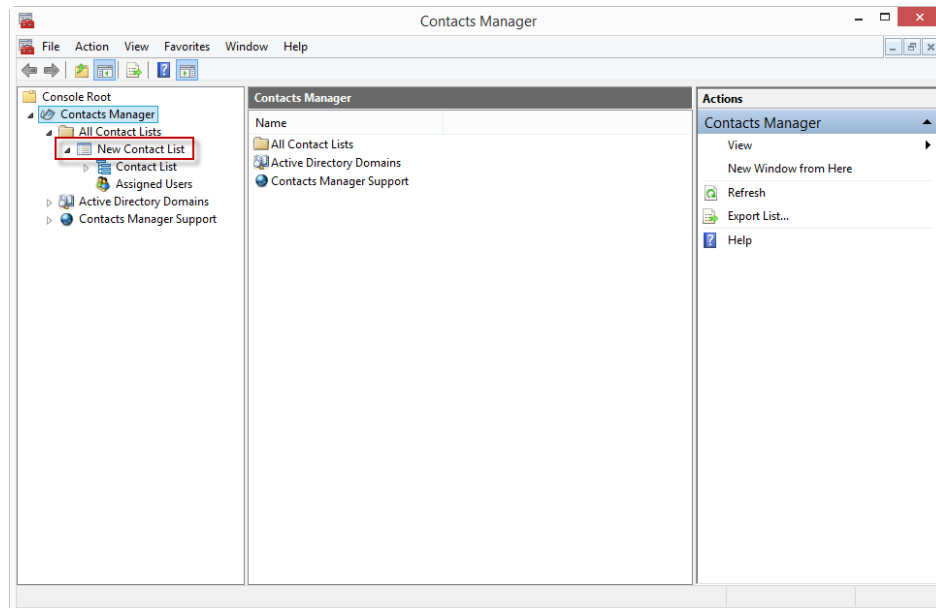 Contacts Manager
File Action View Favorites Window Help
Console Root
Contacts Manager
All Contact Lists
New Contact List
Contact List
Assigned Users
Active Directory Domains
Contacts Manager Support
Contacts Manager
Name
All Contact Lists
Active Directory Domains
Contacts Manager Support
Actions
Contacts Manager
View
New Window from Here
Refresh
Export List...
Help